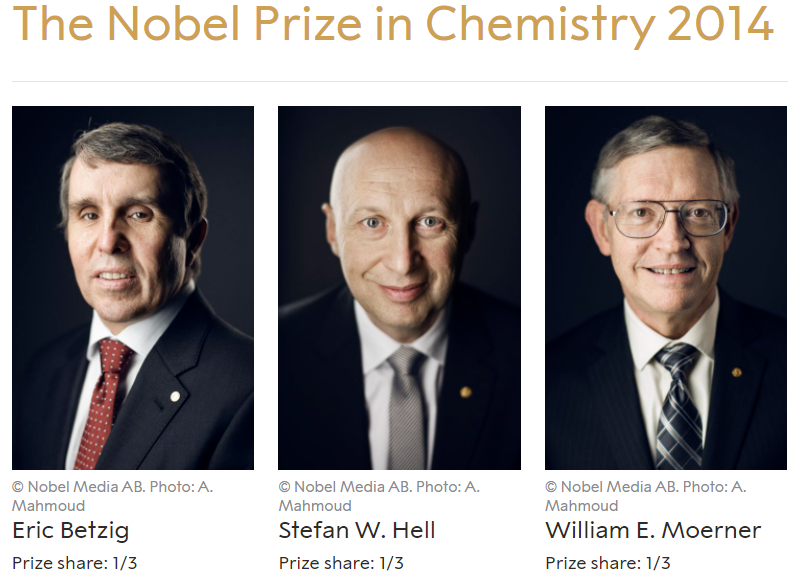 The Nobel Prize in Chemistry 2014
© Nobel Media AB. Photo: A.
Mahmoud
Eric Betzig
Prize share: 1/3
© Nobel Media AB. Photo: A.
Mahmoud
Stefan W. Hell
Prize share: 1/3
© Nobel Media AB. Photo: A.
Mahmoud
William E. Moerner
Prize share: 1/3